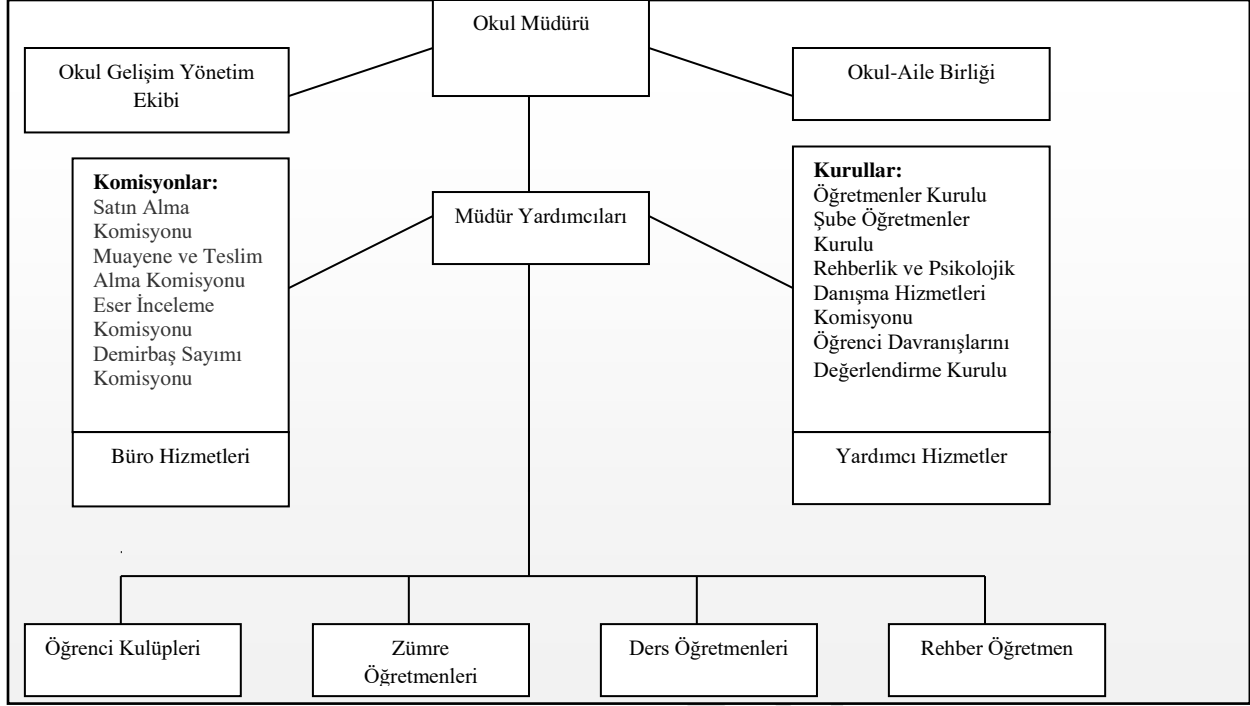 Okul Müdürü
Okul Gelişim Yönetim
Ekibi
Okul-Aile Birliği
Komisyonlar:
Satın Alma
Komisyonu
Muayene ve Teslim
Alma Komisyonu
Eser İnceleme
Komisyonu
Demirbaş Sayımı
Komisyonu
Müdür Yardımcıları
Kurullar:
Öğretmenler Kurulu
Şube Öğretmenler
Kurulu
Rehberlik ve Psikolojik
Danışma Hizmetleri
Komisyonu
Öğrenci Davranışlarını
Değerlendirme Kurulu
Büro Hizmetleri
Yardımcı Hizmetler
Öğrenci Kulüpleri
Zümre
Öğretmenleri
Ders Öğretmenleri
Rehber Öğretmen